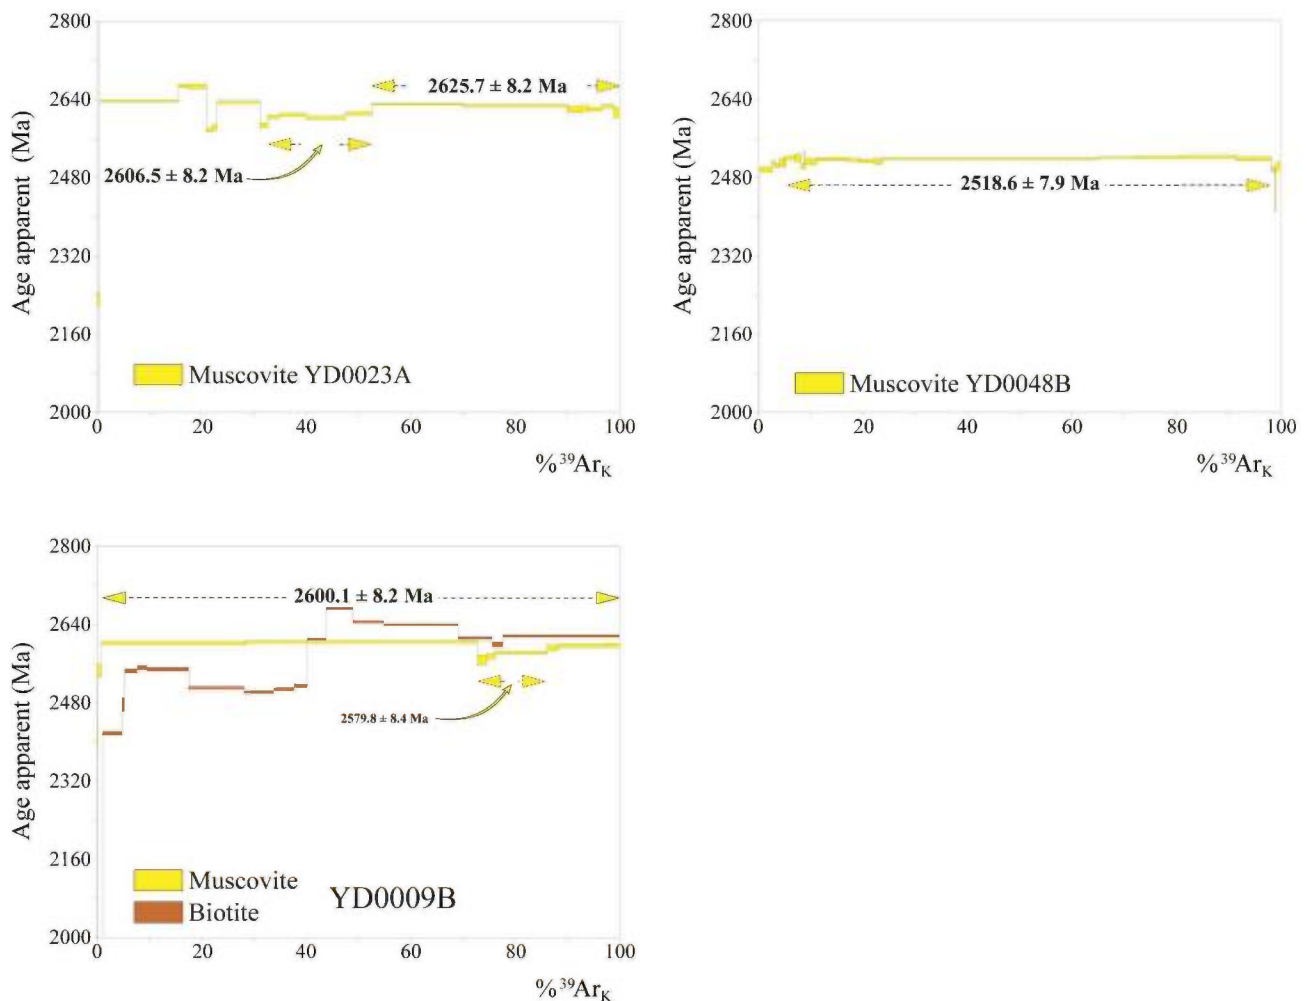 2800
2720
2640
2480
2320
2160
2000
Age apparent (Ma)
2625.7 ± 8.2 Ma
2606.5 ± 8.2 Ma
Muscovite YD0023A
0 20 40 60 80 100
%³⁹Ar_K
2800
2640
2480
2320
2160
2000
Age apparent (Ma)
2518.6 ± 7.9 Ma
Muscovite YD0048B
0 20 40 60 80 100
%³⁹Ar_K
2800
2640
2480
2320
2160
2000
Age apparent (Ma)
2600.1 ± 8.2 Ma
2579.8 ± 8.4 Ma
Muscovite
Biotite
YD0009B
0 20 40 60 80 100
%³⁹Ar_K